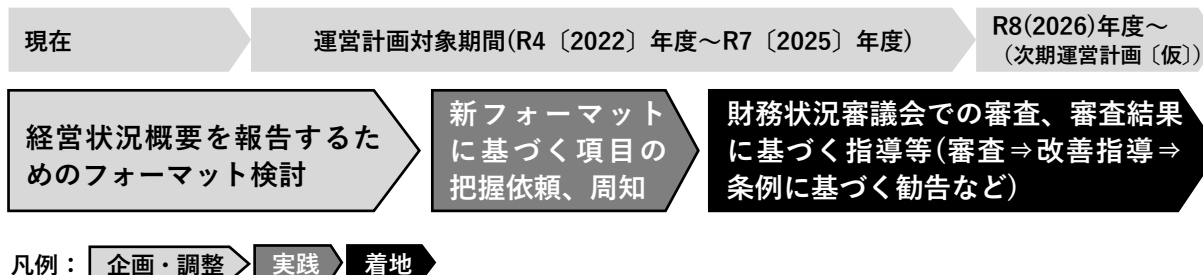 現在
運営計画対象期間(R4〔2022〕年度～R7〔2025〕年度)
R8(2026)年度～
(次期運営計画〔仮〕)
経営状況概要を報告するた
めのフォーマット検討
新フォーマット
に基づく項目の
把握依頼、周知
財務状況審議会での審査、審査結果
に基づく指導等(審査⇒改善指導⇒
条例に基づく勧告など)
凡例： 企画・調整 実践 着地